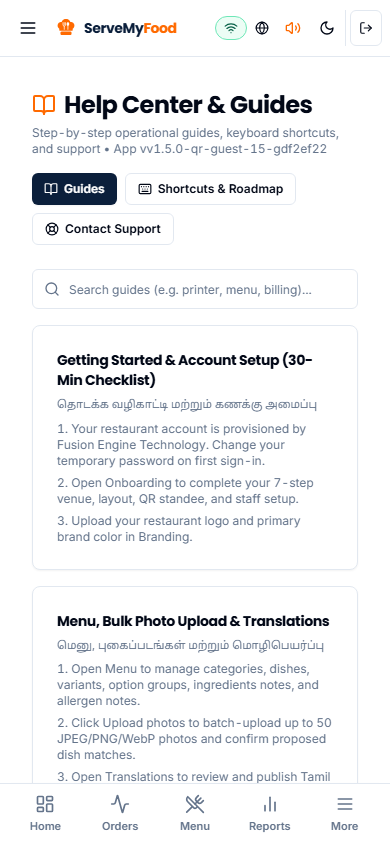 ServeMyFood
Help Center & Guides
Step-by-step operational guides, keyboard shortcuts,
and support • App vv1.5.0-qr-guest-15-gdf2ef22
Guides
Shortcuts & Roadmap
Contact Support
Search guides (e.g. printer, menu, billing)...
Getting Started & Account Setup (30-
Min Checklist)
தொடக்க வழிகாட்டி மற்றும் கணக்கு அமைப்பு
1. Your restaurant account is provisioned by
Fusion Engine Technology. Change your
temporary password on first sign-in.
2. Open Onboarding to complete your 7-step
venue, layout, QR standee, and staff setup.
3. Upload your restaurant logo and primary
brand color in Branding.
Menu, Bulk Photo Upload & Translations
மெனு, புகைப்படங்கள் மற்றும் மொழிபெயர்ப்பு
1. Open Menu to manage categories, dishes,
variants, option groups, ingredients notes, and
allergen notes.
2. Click Upload photos to batch-upload up to 50
JPEG/PNG/WebP photos and confirm proposed
dish matches.
3. Open Translations to review and publish Tamil
Home
Orders
Menu
Reports
More